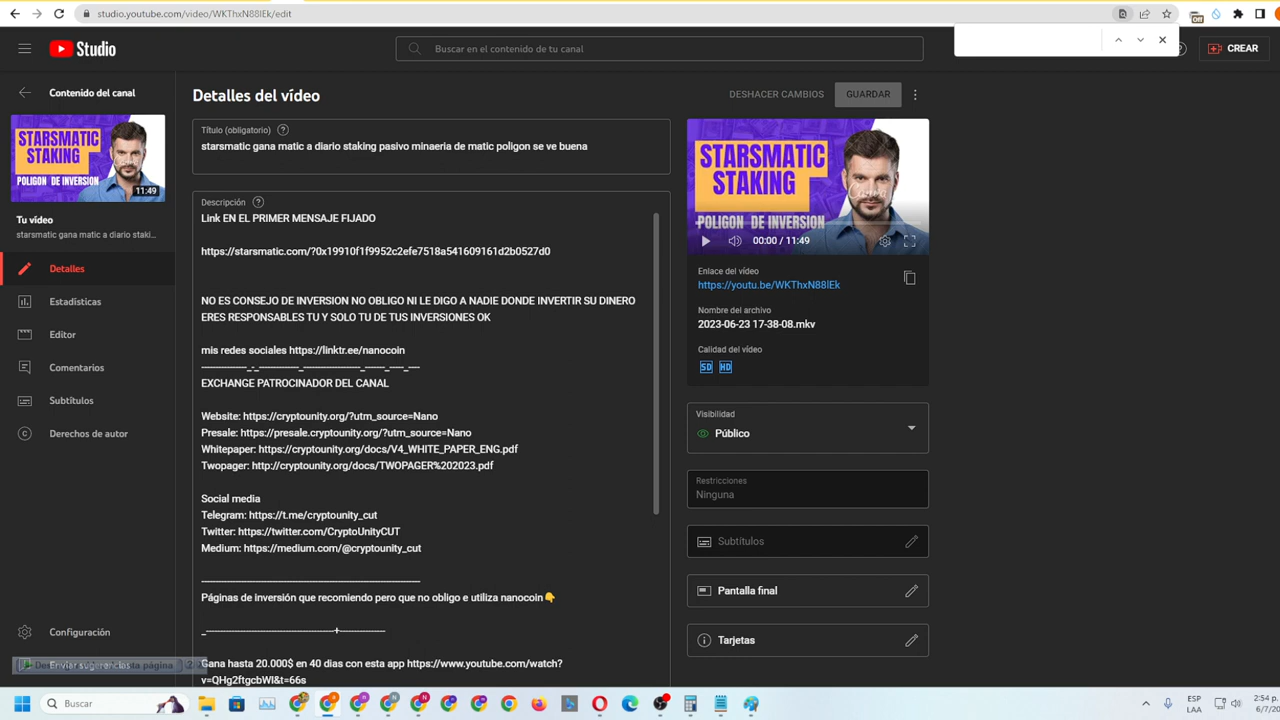 studio.youtube.com/video/WKThxN88lEk/edit
Studio
Buscar en el contenido de tu canal
CREAR
Contenido del canal
STARSMATIC
STAKING
POLIGON DE INVERSION
11:49
Tu vídeo
starsmatic gana matic a diario staki...
Detalles
Estadísticas
Editor
Comentarios
Subtítulos
Derechos de autor
Configuración
Enviar sugerencias
Detalles del vídeo
DESHACER CAMBIOS
GUARDAR
Título (obligatorio)
starsmatic gana matic a diario staking pasivo minaeria de matic poligon se ve buena
Descripción
Link EN EL PRIMER MENSAJE FIJADO
https://starsmatic.com/?0x19910f1f9952c2efe7518a541609161d2b0527d0
NO ES CONSEJO DE INVERSION NO OBLIGO NI LE DIGO A NADIE DONDE INVERTIR SU DINERO
ERES RESPONSABLES TU Y SOLO TU DE TUS INVERSIONES OK
mis redes sociales https://linktr.ee/nanocoin
EXCHANGE PATROCINADOR DEL CANAL
Website: https://cryptounity.org/?utm_source=Nano
Presale: https://presale.cryptounity.org/?utm_source=Nano
Whitepaper: https://cryptounity.org/docs/V4_WHITE_PAPER_ENG.pdf
Twopager: http://cryptounity.org/docs/TWOPAGER%202023.pdf
Social media
Telegram: https://t.me/cryptounity_cut
Twitter: https://twitter.com/CryptoUnityCUT
Medium: https://medium.com/@cryptounity_cut
Páginas de inversión que recomiendo pero que no obligo e utiliza nanocoin👇
Gana hasta 20.000$ en 40 dias con esta app https://www.youtube.com/watch?
v=QHg2ftgcbWI&t=66s
STARSMATIC
STAKING
POLIGON DE INVERSION
00:00 / 11:49
Enlace del vídeo
https://youtu.be/WKThxN88lEk
Nombre del archivo
2023-06-23 17-38-08.mkv
Calidad del vídeo
SD HD
Visibilidad
Público
Restricciones
Ninguna
Subtítulos
Pantalla final
Tarjetas
Buscar
ESP
LAA
2:54 p.
6/7/20